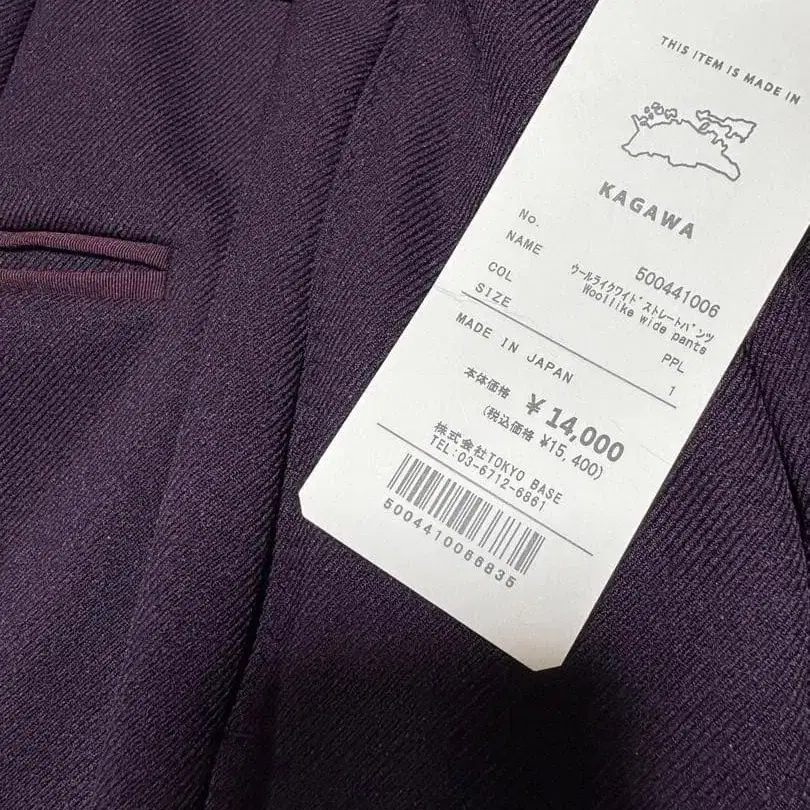 THIS ITEM IS MADE IN
KAGAWA
No. 500441006
NAME ウールライクワイドストレートパンツ
Woollike wide pants
COL PPL
SIZE 1
MADE IN JAPAN
本体価格 ¥14,000
(税込価格 ¥15,400)
株式会社TOKYO BASE
TEL:03-6712-6861
5004410066835